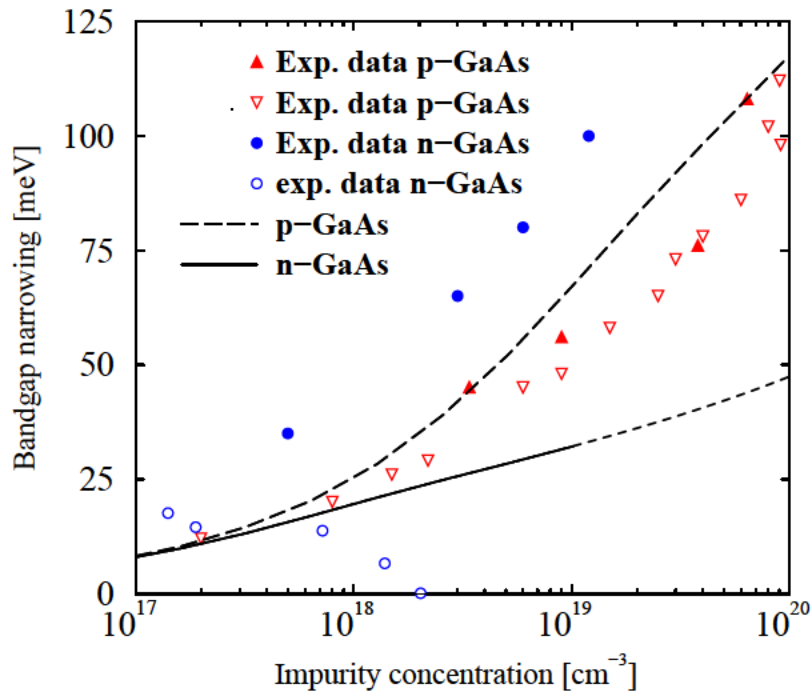 125
100
75
50
25
0
Bandgap narrowing [meV]
Exp. data p−GaAs
Exp. data p−GaAs
Exp. data n−GaAs
exp. data n−GaAs
p−GaAs
n−GaAs
10^17 10^18 10^19 10^20
Impurity concentration [cm^−3]